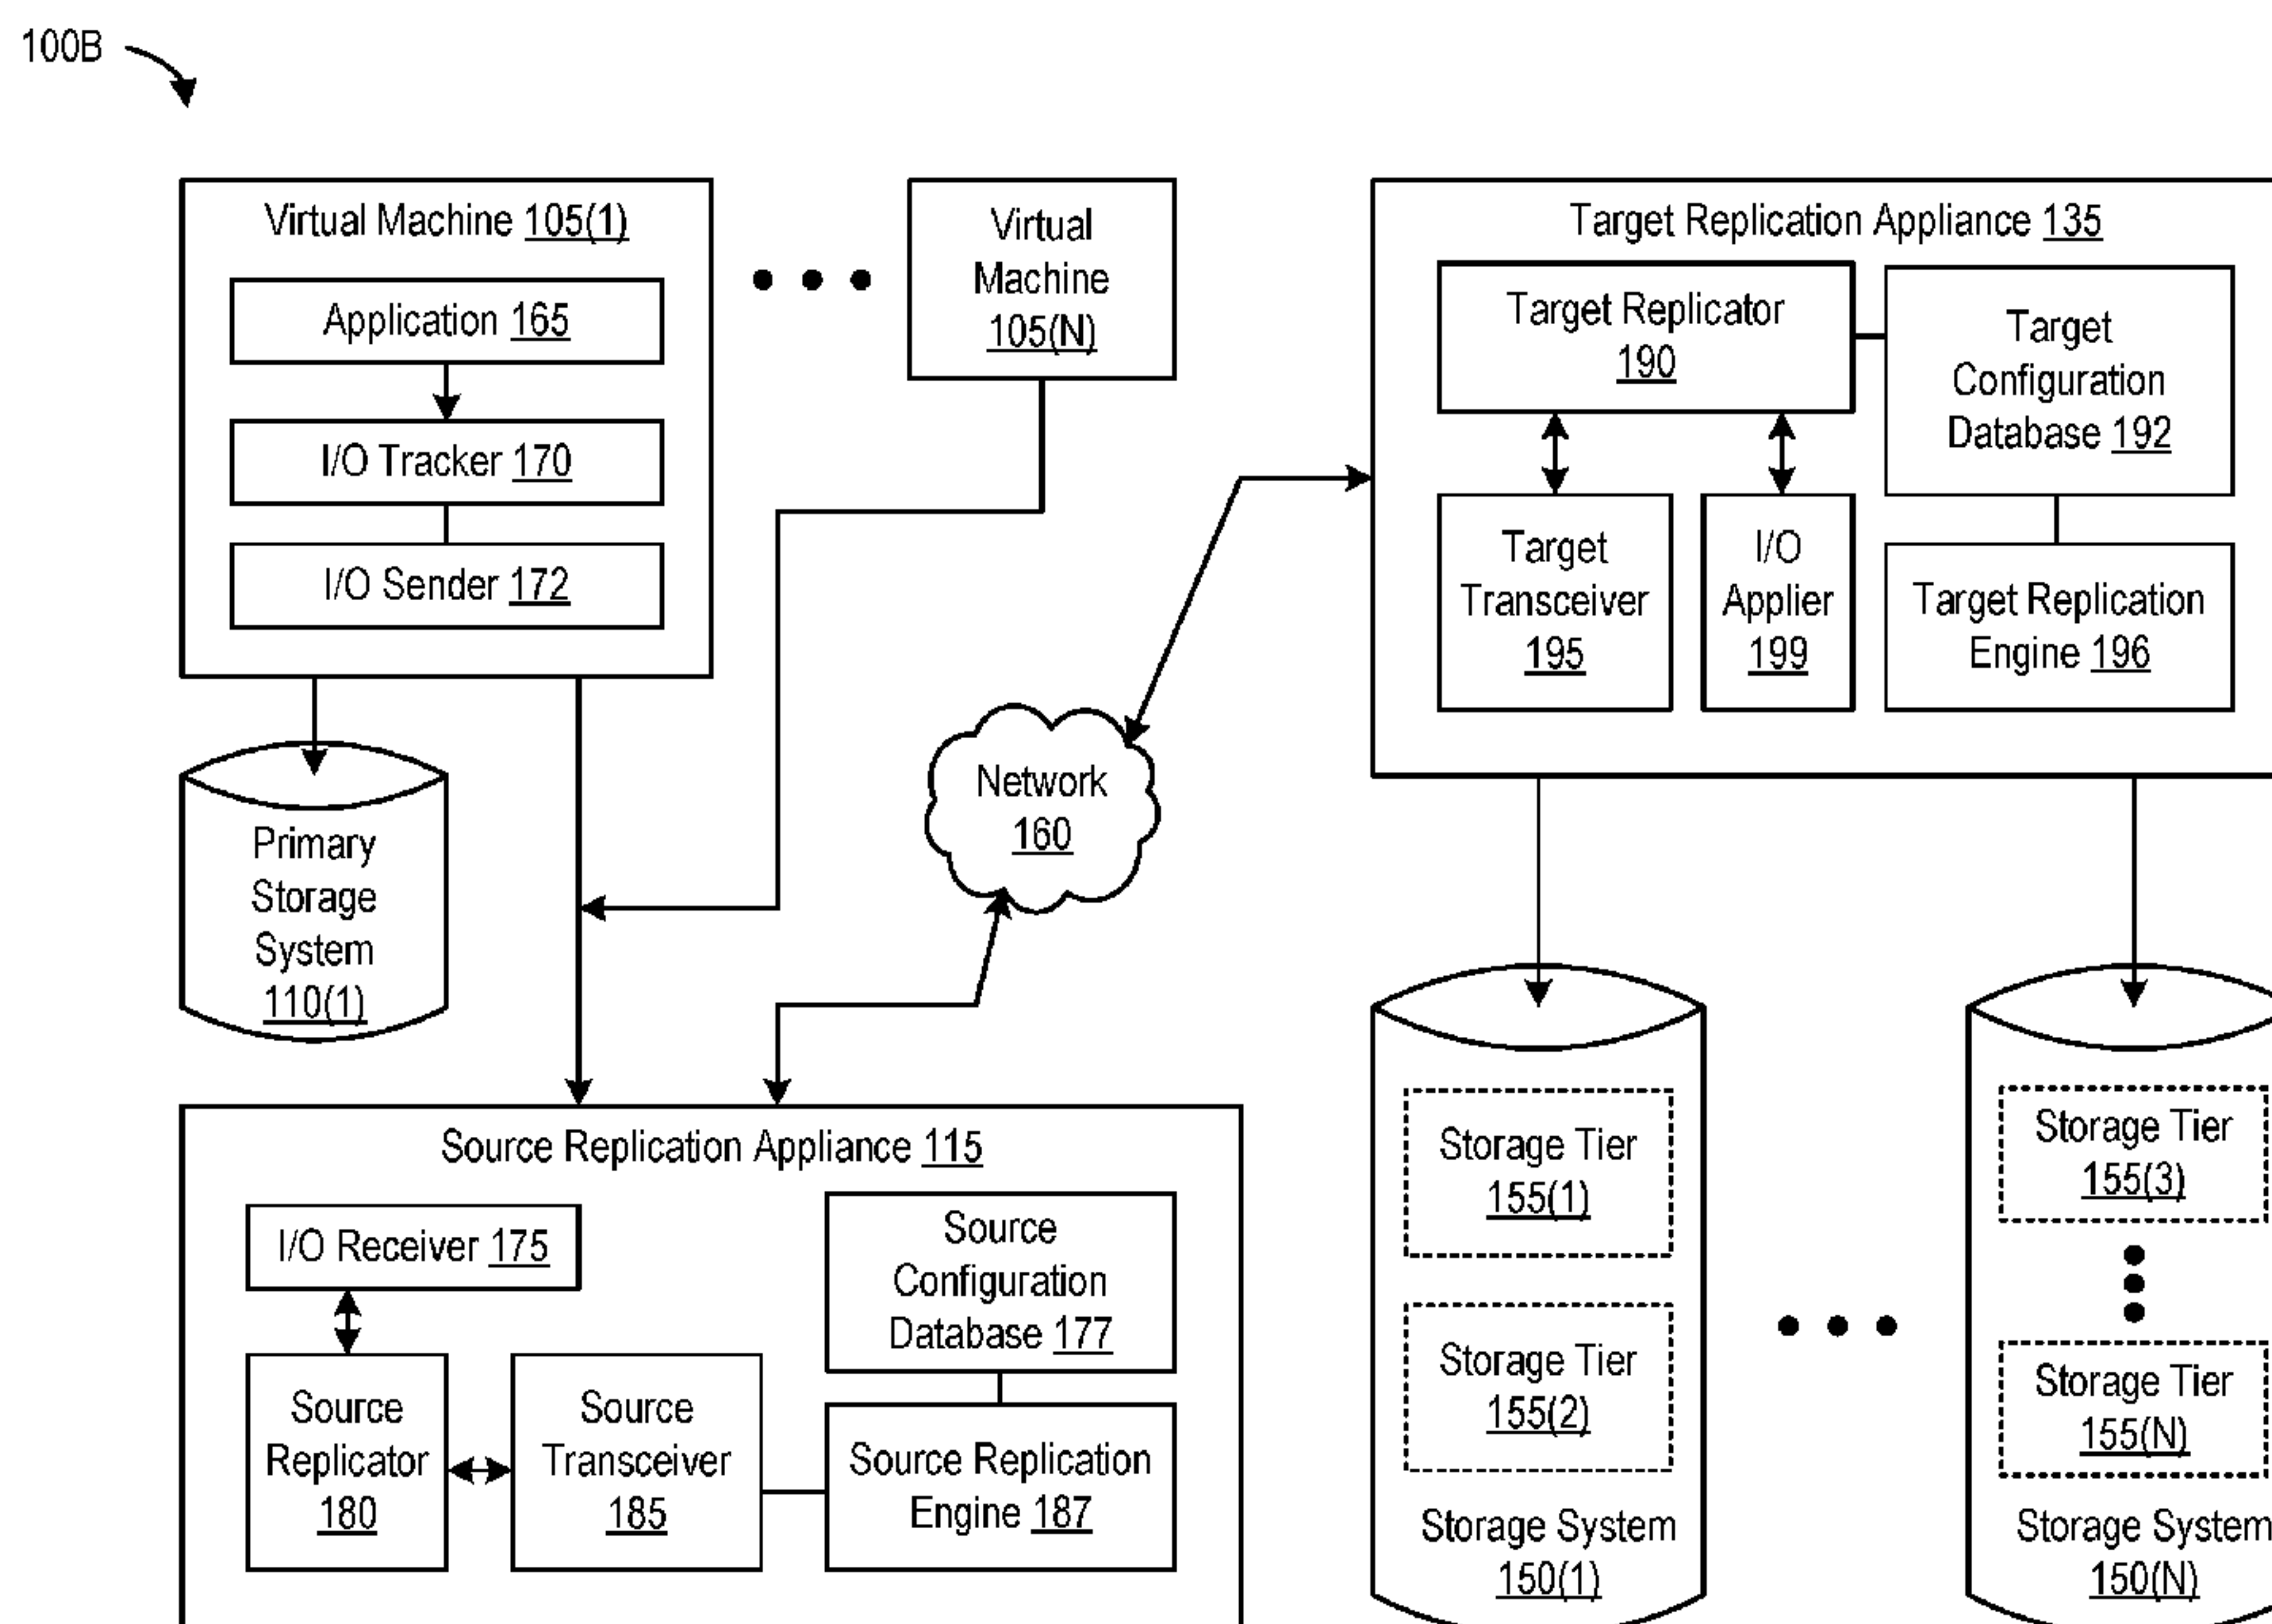 100B
Virtual Machine 105(1)
Application 165
I/O Tracker 170
I/O Sender 172
Virtual
Machine
105(N)
Primary
Storage
System
110(1)
Network
160
Source Replication Appliance 115
I/O Receiver 175
Source
Replicator
180
Source
Transceiver
185
Source
Configuration
Database 177
Source Replication
Engine 187
Target Replication Appliance 135
Target Replicator
190
Target
Configuration
Database 192
Target
Transceiver
195
I/O
Applier
199
Target Replication
Engine 196
Storage Tier
155(1)
Storage Tier
155(2)
Storage System
150(1)
Storage Tier
155(3)
Storage Tier
155(N)
Storage System
150(N)